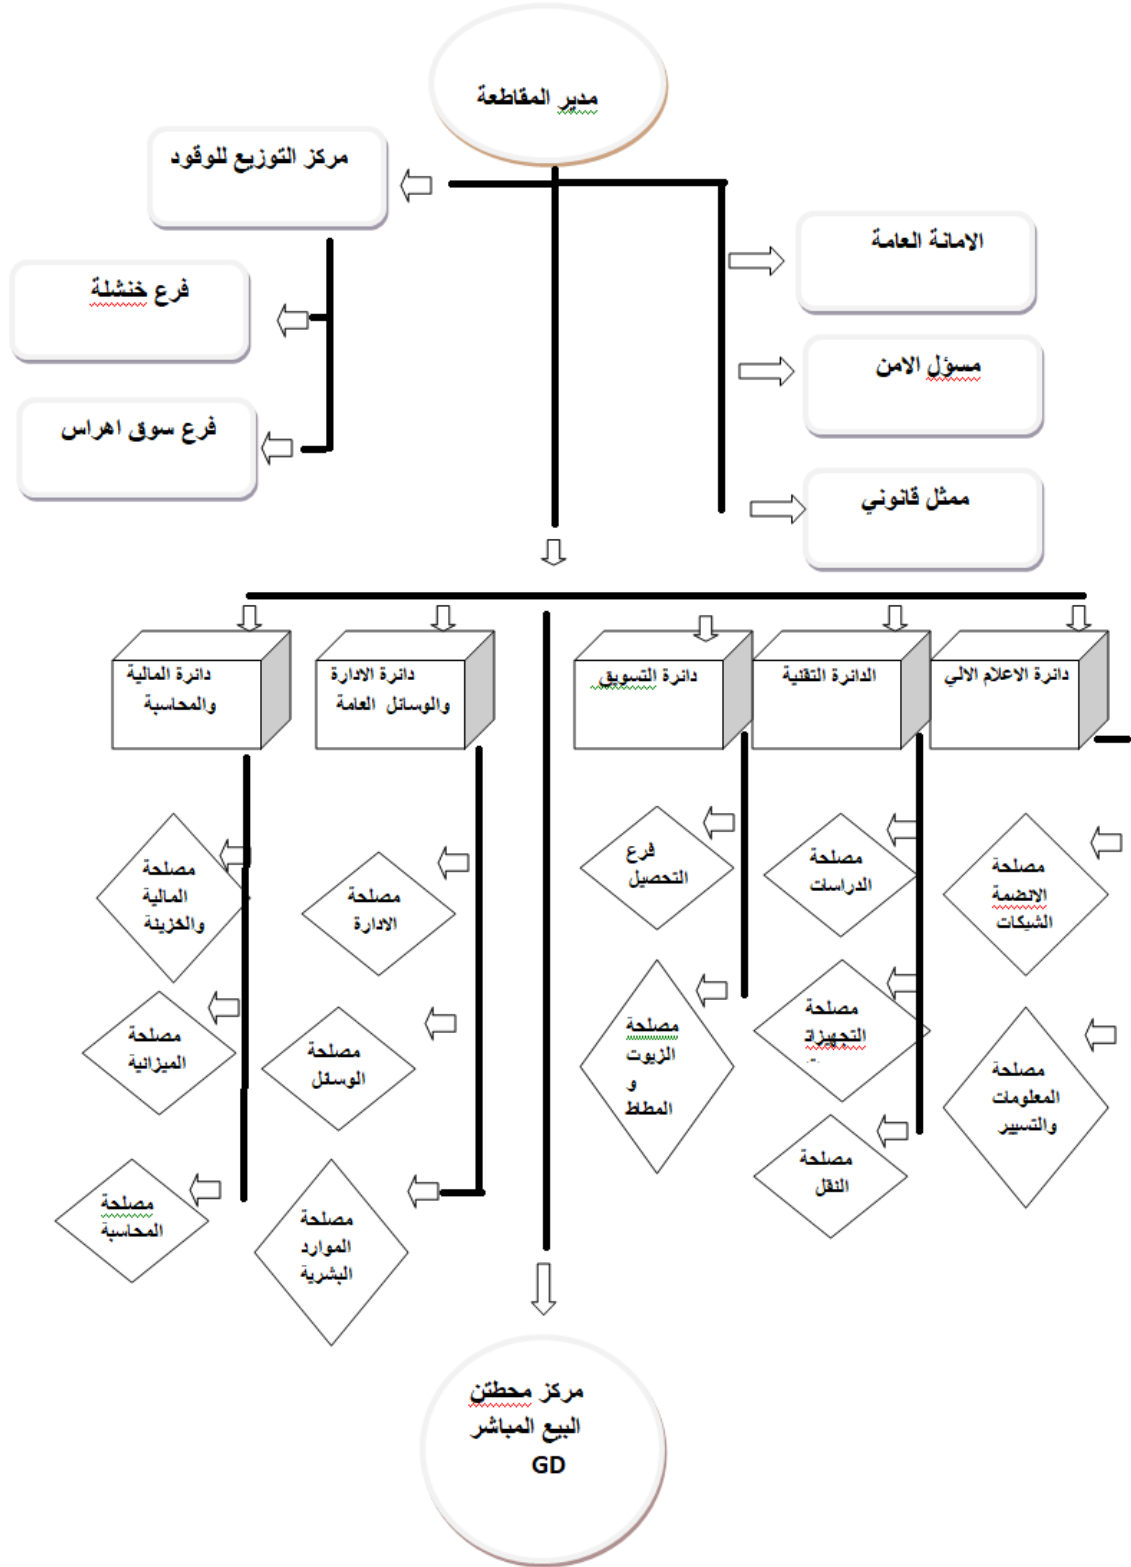 مدير المقاطعة
مركز التوزيع للوقود
الامانة العامة
فرع خنشلة
مسؤل الامن
فرع سوق اهراس
ممثل قانوني
دائرة الاعلام الالي
الدائرة التقنية
دائرة التسويق
دائرة الادارة
والوسائل العامة
دائرة المالية
والمحاسبة
مصلحة
الانضمة
الشبكات
مصلحة
المعلومات
والتسيير
مصلحة
الدراسات
مصلحة
التجهيزات
مصلحة
النقل
فرع
التحصيل
مصلحة
الزيوت
و
المطاط
مصلحة
الادارة
مصلحة
الوسائل
مصلحة
الموارد
البشرية
مصلحة
المالية
والخزينة
مصلحة
الميزانية
مصلحة
المحاسبة
مركز محطتن
البيع المباشر
GD